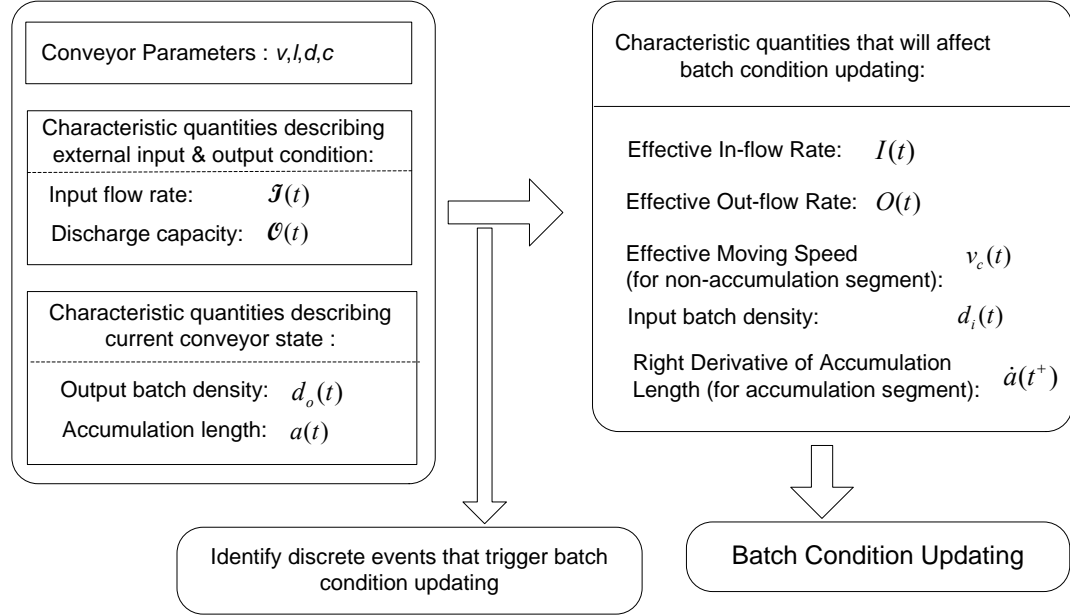 Conveyor Parameters : v,l,d,c
Characteristic quantities describing
external input & output condition:
Input flow rate: 𝓘(t)
Discharge capacity: 𝓞(t)
Characteristic quantities describing
current conveyor state :
Output batch density: d_o(t)
Accumulation length: a(t)
Characteristic quantities that will affect
batch condition updating:
Effective In-flow Rate: I(t)
Effective Out-flow Rate: O(t)
Effective Moving Speed
(for non-accumulation segment): v_c(t)
Input batch density: d_i(t)
Right Derivative of Accumulation
Length (for accumulation segment): ȧ(t⁺)
Identify discrete events that trigger batch
condition updating
Batch Condition Updating